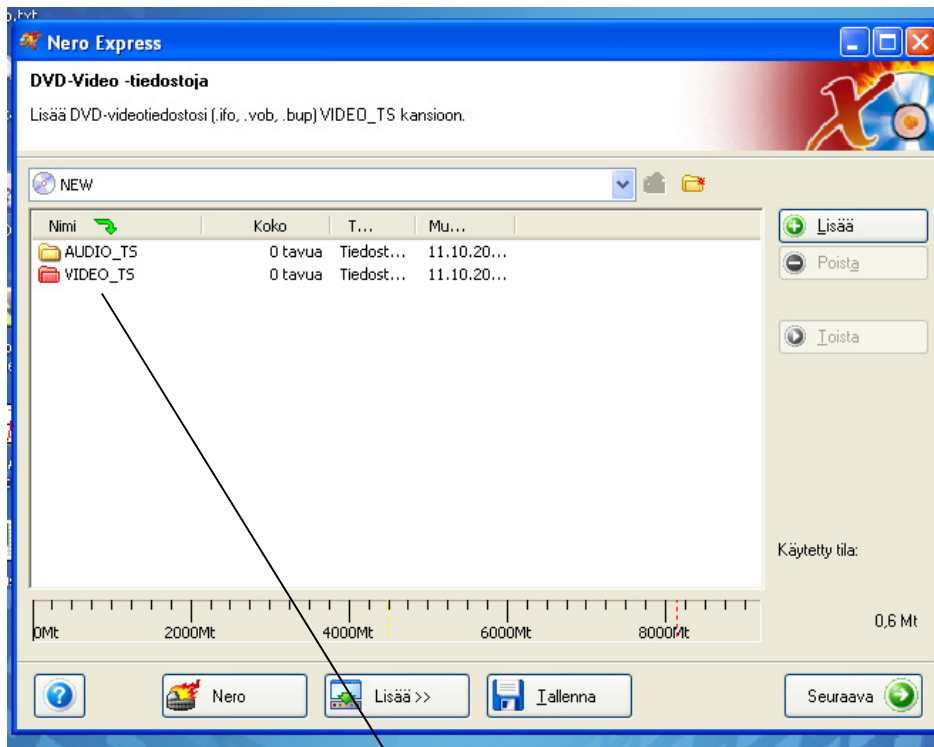 o.txt
Nero Express
DVD-Video -tiedostoja
Lisää DVD-videotiedostosi (.ifo, .vob, .bup) VIDEO_TS kansioon.
NEW
Nimi Koko T... Mu...
AUDIO_TS 0 tavua Tiedost... 11.10.20...
VIDEO_TS 0 tavua Tiedost... 11.10.20...
Lisää
Poista
Toista
Käytetty tila:
0Mt 2000Mt 4000Mt 6000Mt 8000Mt
0,6 Mt
Nero
Lisää >>
Tallenna
Seuraava